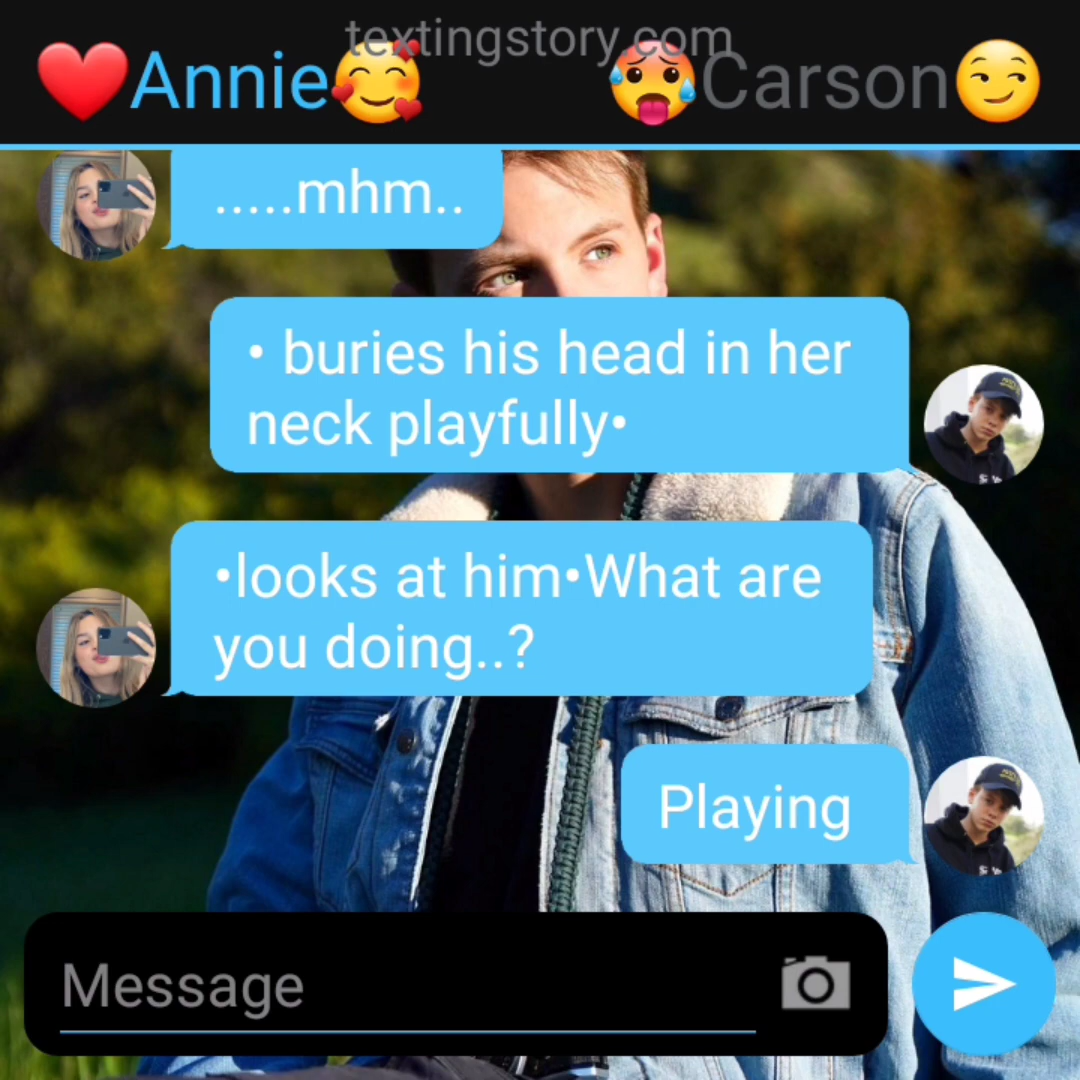 textingstory.com
❤️Annie🥰 🥵Carson😏
.....mhm..
• buries his head in her
neck playfully•
•looks at him•What are
you doing..?
Playing
Message